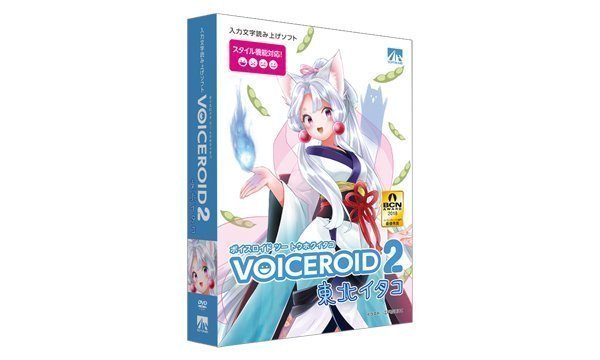 入力文字読み上げソフト
スタイル機能対応!
BCN
AWARD
2018
ボイスロイド ツー トウホクイタコ
VOICEROID 2
東北イタコ
入力文字読み上げソフト
VOICEROID 2
東北イタコ
DVD